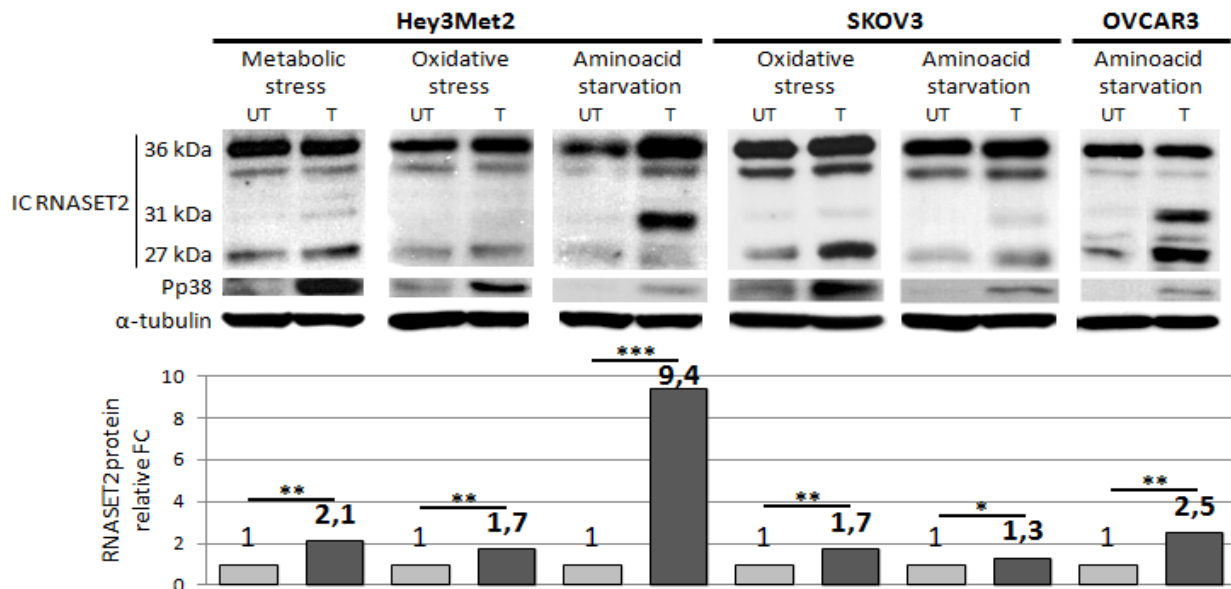 Hey3Met2 SKOV3 OVCAR3
Metabolic stress Oxidative stress Aminoacid starvation Oxidative stress Aminoacid starvation Aminoacid starvation
UT T UT T UT T UT T UT T UT T
36 kDa
IC RNASET2
31 kDa
27 kDa
Pp38
α-tubulin
RNASET2 protein
relative FC
10
8
6
4
2
0
1 ** 2,1
1 ** 1,7
1 *** 9,4
1 ** 1,7
1 * 1,3
1 ** 2,5